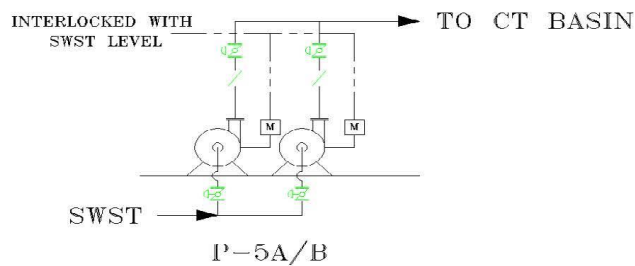 INTERLOCKED WITH
SWST LEVEL
TO CT BASIN
M
M
SWST
P-5A/B